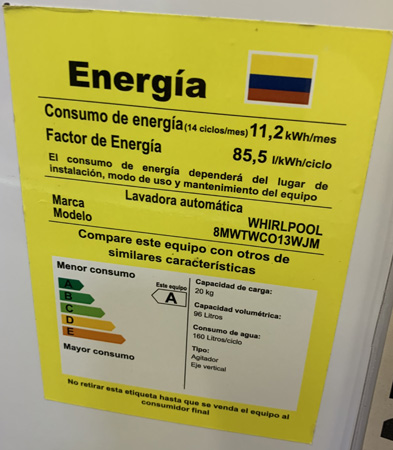 Energía
Consumo de energía(14 ciclos/mes) 11,2 kWh/mes
Factor de Energía 85,5 l/kWh/ciclo
El consumo de energía dependerá del lugar de
instalación, modo de uso y mantenimiento del equipo
Lavadora automática
Marca WHIRLPOOL
Modelo 8MWTWCO13WJM
Compare este equipo con otros de
similares características
Menor consumo
Este equipo
A
A
B
C
D
E
Mayor consumo
Capacidad de carga:
20 kg
Capacidad volumétrica:
96 Litros
Consumo de agua:
160 Litros/ciclo
Tipo:
Agitador
Eje vertical
No retirar esta etiqueta hasta que se venda el equipo al
consumidor final